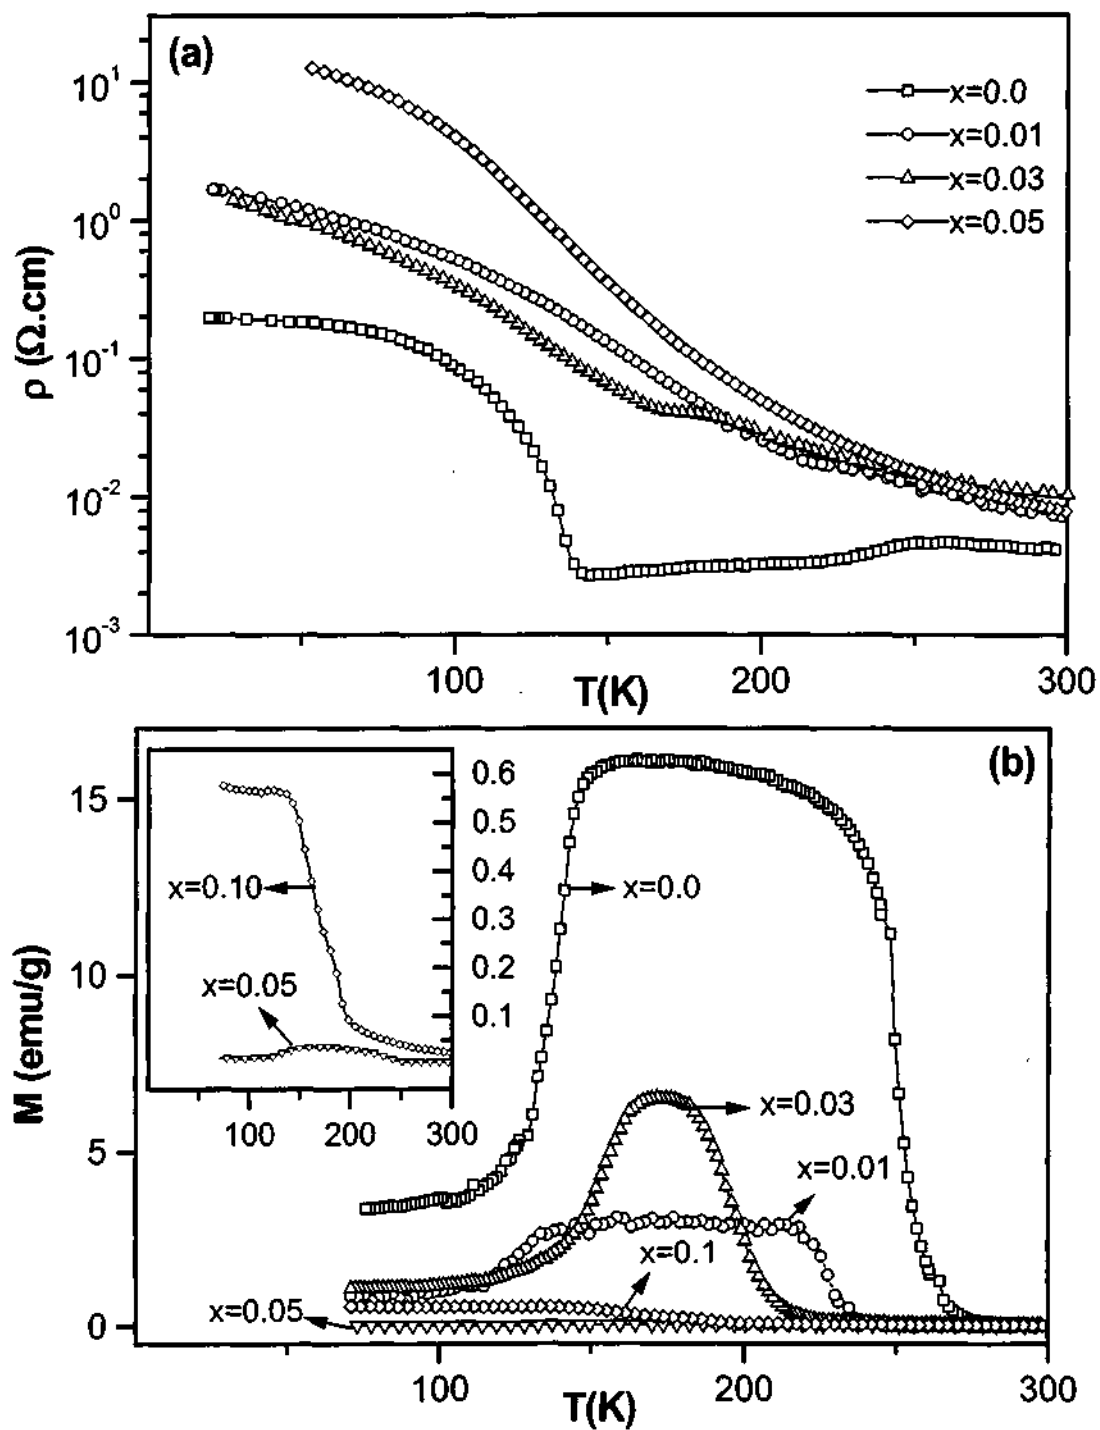 (a)
x=0.0
x=0.01
x=0.03
x=0.05
10¹
10⁰
10⁻¹
10⁻²
10⁻³
ρ (Ω.cm)
100
200
300
T(K)
(b)
15
10
5
0
M (emu/g)
0.6
0.5
0.4
0.3
0.2
0.1
x=0.10
x=0.05
100
200
300
x=0.0
x=0.03
x=0.01
x=0.1
x=0.05
100
200
300
T(K)